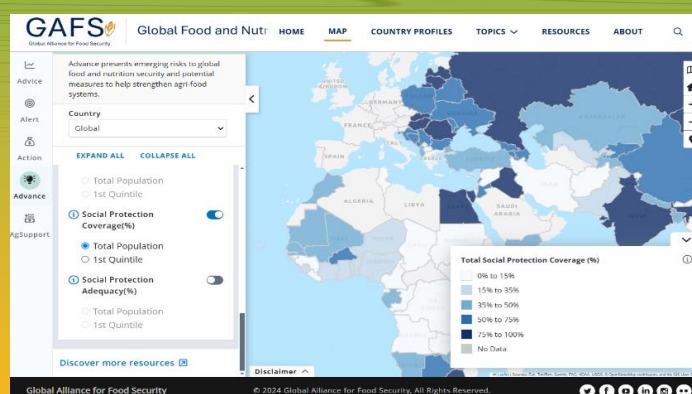 GAFS
Global Alliance for Food Security
Global Food and Nutr
HOME
MAP
COUNTRY PROFILES
TOPICS
RESOURCES
ABOUT
Advice
Alert
Action
Advance
AgSupport
Advance presents emerging risks to global
food and nutrition security and potential
measures to help strengthen agri-food
systems.
Country
Global
EXPAND ALL
COLLAPSE ALL
Total Population
1st Quintile
Social Protection
Coverage(%)
Total Population
1st Quintile
Social Protection
Adequacy(%)
Total Population
1st Quintile
Discover more resources
UNITED
KINGDOM
GERMANY
FRANCE
SPAIN
ITALY
ALGERIA
LIBYA
SAUDI
ARABIA
Total Social Protection Coverage (%)
0% to 15%
15% to 35%
35% to 50%
50% to 75%
75% to 100%
No Data
Disclaimer
Global Alliance for Food Security
© 2024 Global Alliance for Food Security, All Rights Reserved.